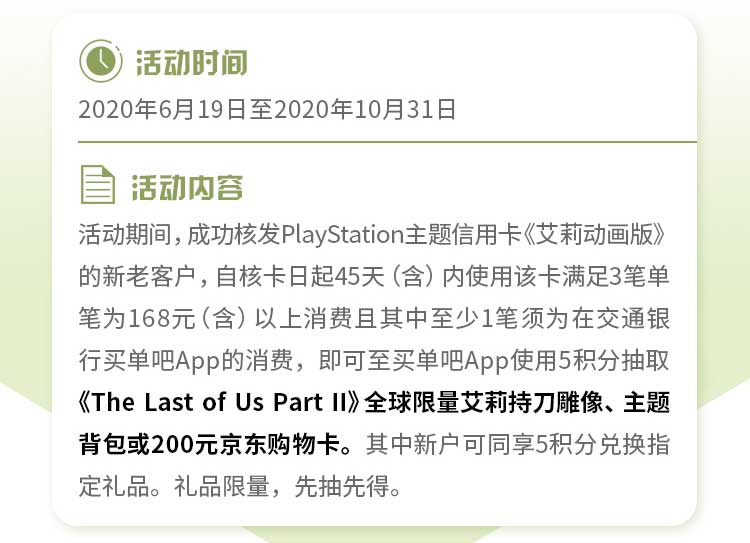 活动时间
2020年6月19日至2020年10月31日
活动内容
活动期间，成功核发PlayStation主题信用卡《艾莉动画版》
的新老客户，自核卡日起45天（含）内使用该卡满足3笔单
笔为168元（含）以上消费且其中至少1笔须为在交通银
行买单吧App的消费，即可至买单吧App使用5积分抽取
《The Last of Us Part II》全球限量艾莉持刀雕像、主题
背包或200元京东购物卡。其中新户可同享5积分兑换指
定礼品。礼品限量，先抽先得。